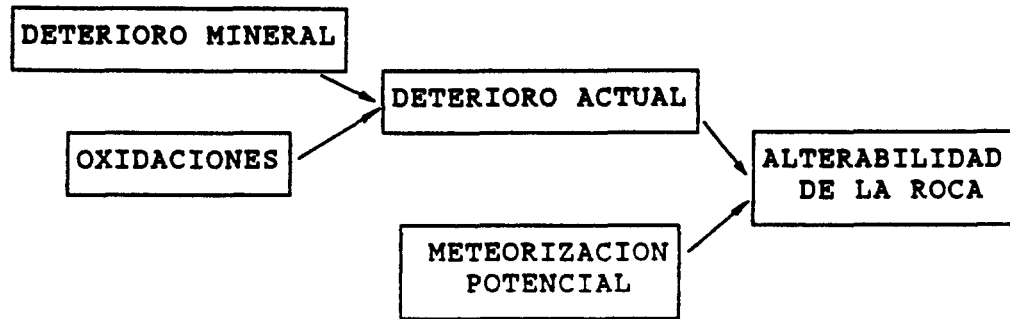 DETERIORO MINERAL
DETERIORO ACTUAL
OXIDACIONES
ALTERABILIDAD
DE LA ROCA
METEORIZACION
POTENCIAL